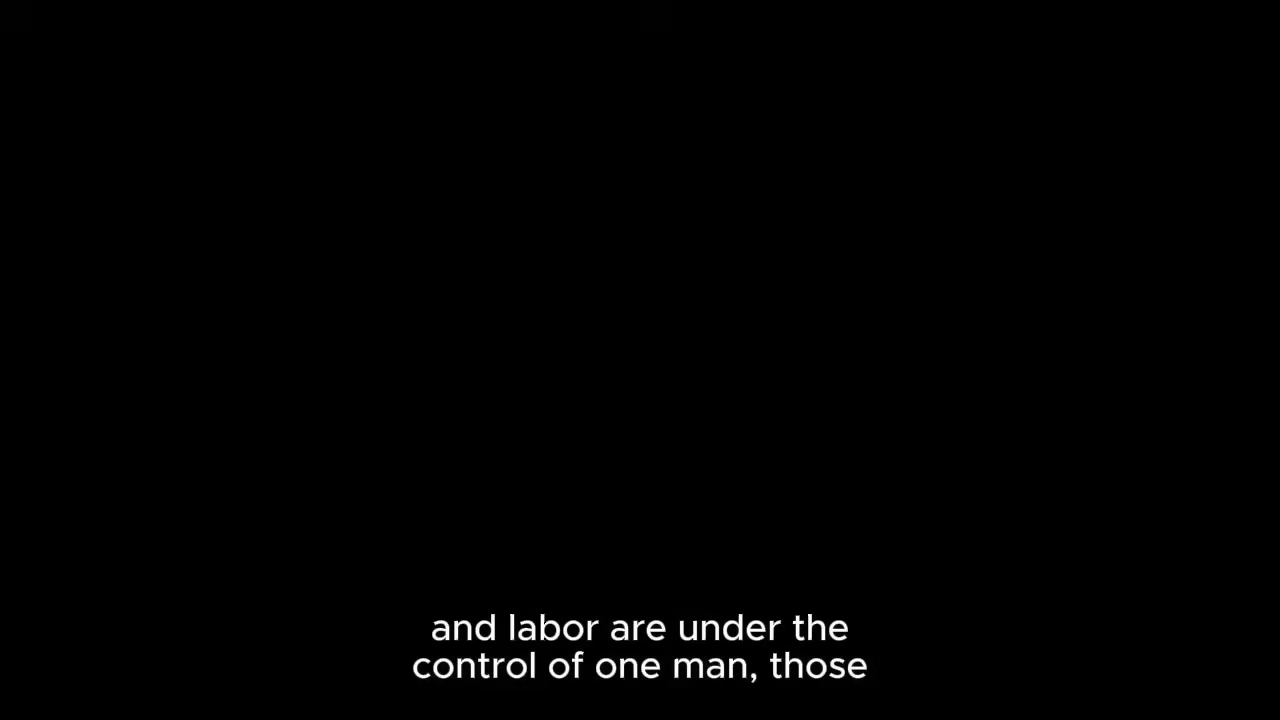 and labor are under the
control of one man, those